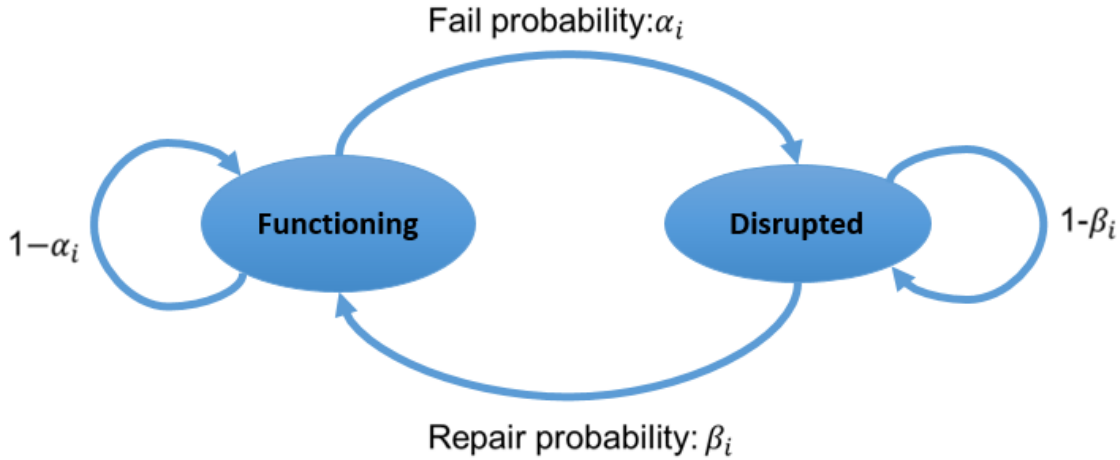 Fail probability:αᵢ
Functioning
Disrupted
1−αᵢ
1-βᵢ
Repair probability: βᵢ